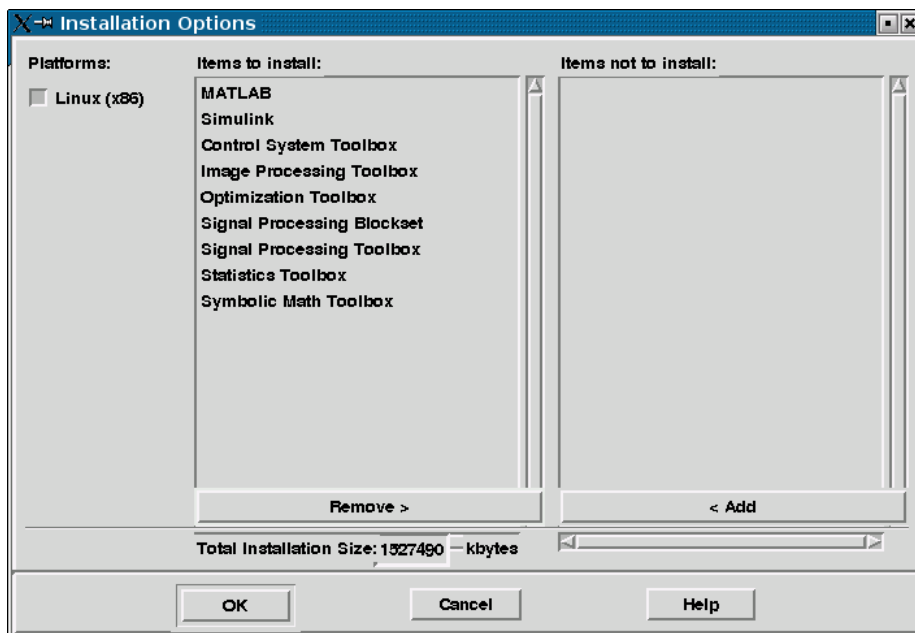 Installation Options
Platforms:
Linux (x86)
Items to install:
MATLAB
Simulink
Control System Toolbox
Image Processing Toolbox
Optimization Toolbox
Signal Processing Blockset
Signal Processing Toolbox
Statistics Toolbox
Symbolic Math Toolbox
Remove >
Items not to install:
< Add
Total Installation Size: 1527490 kbytes
OK
Cancel
Help